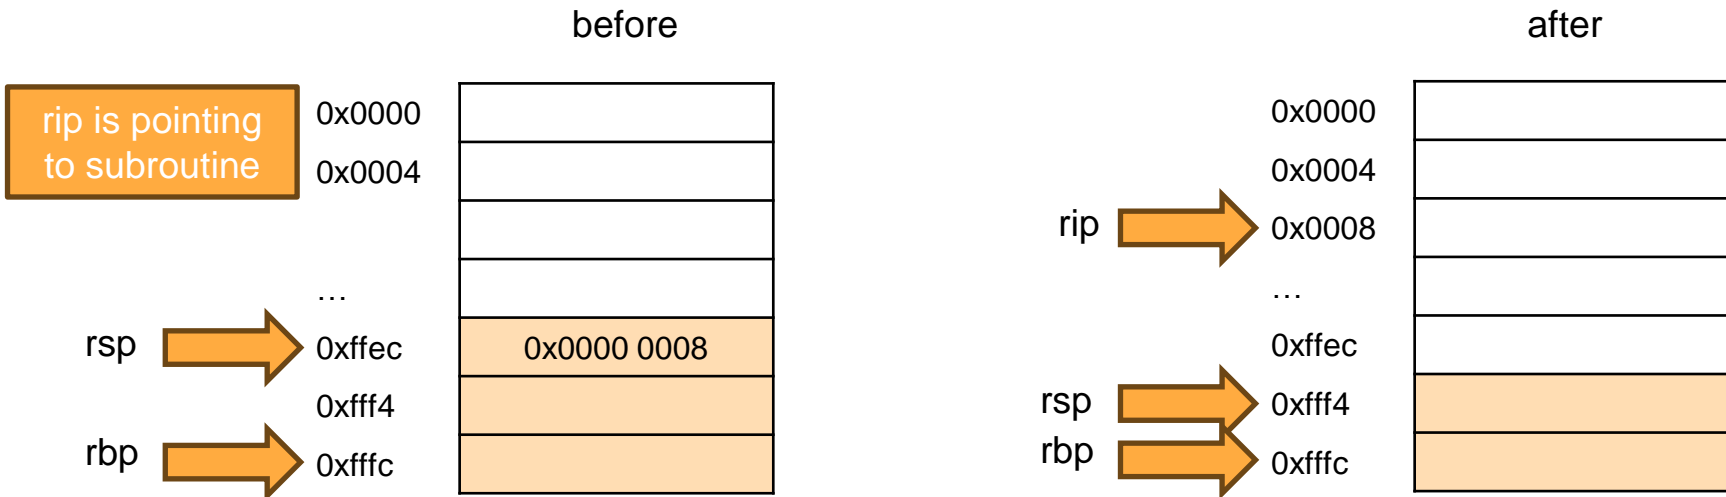 before
rip is pointing
to subroutine
0x0000
0x0004
…
rsp
0xffec
0x0000 0008
0xfff4
rbp
0xfffc
after
0x0000
0x0004
rip
0x0008
…
0xffec
rsp
0xfff4
rbp
0xfffc